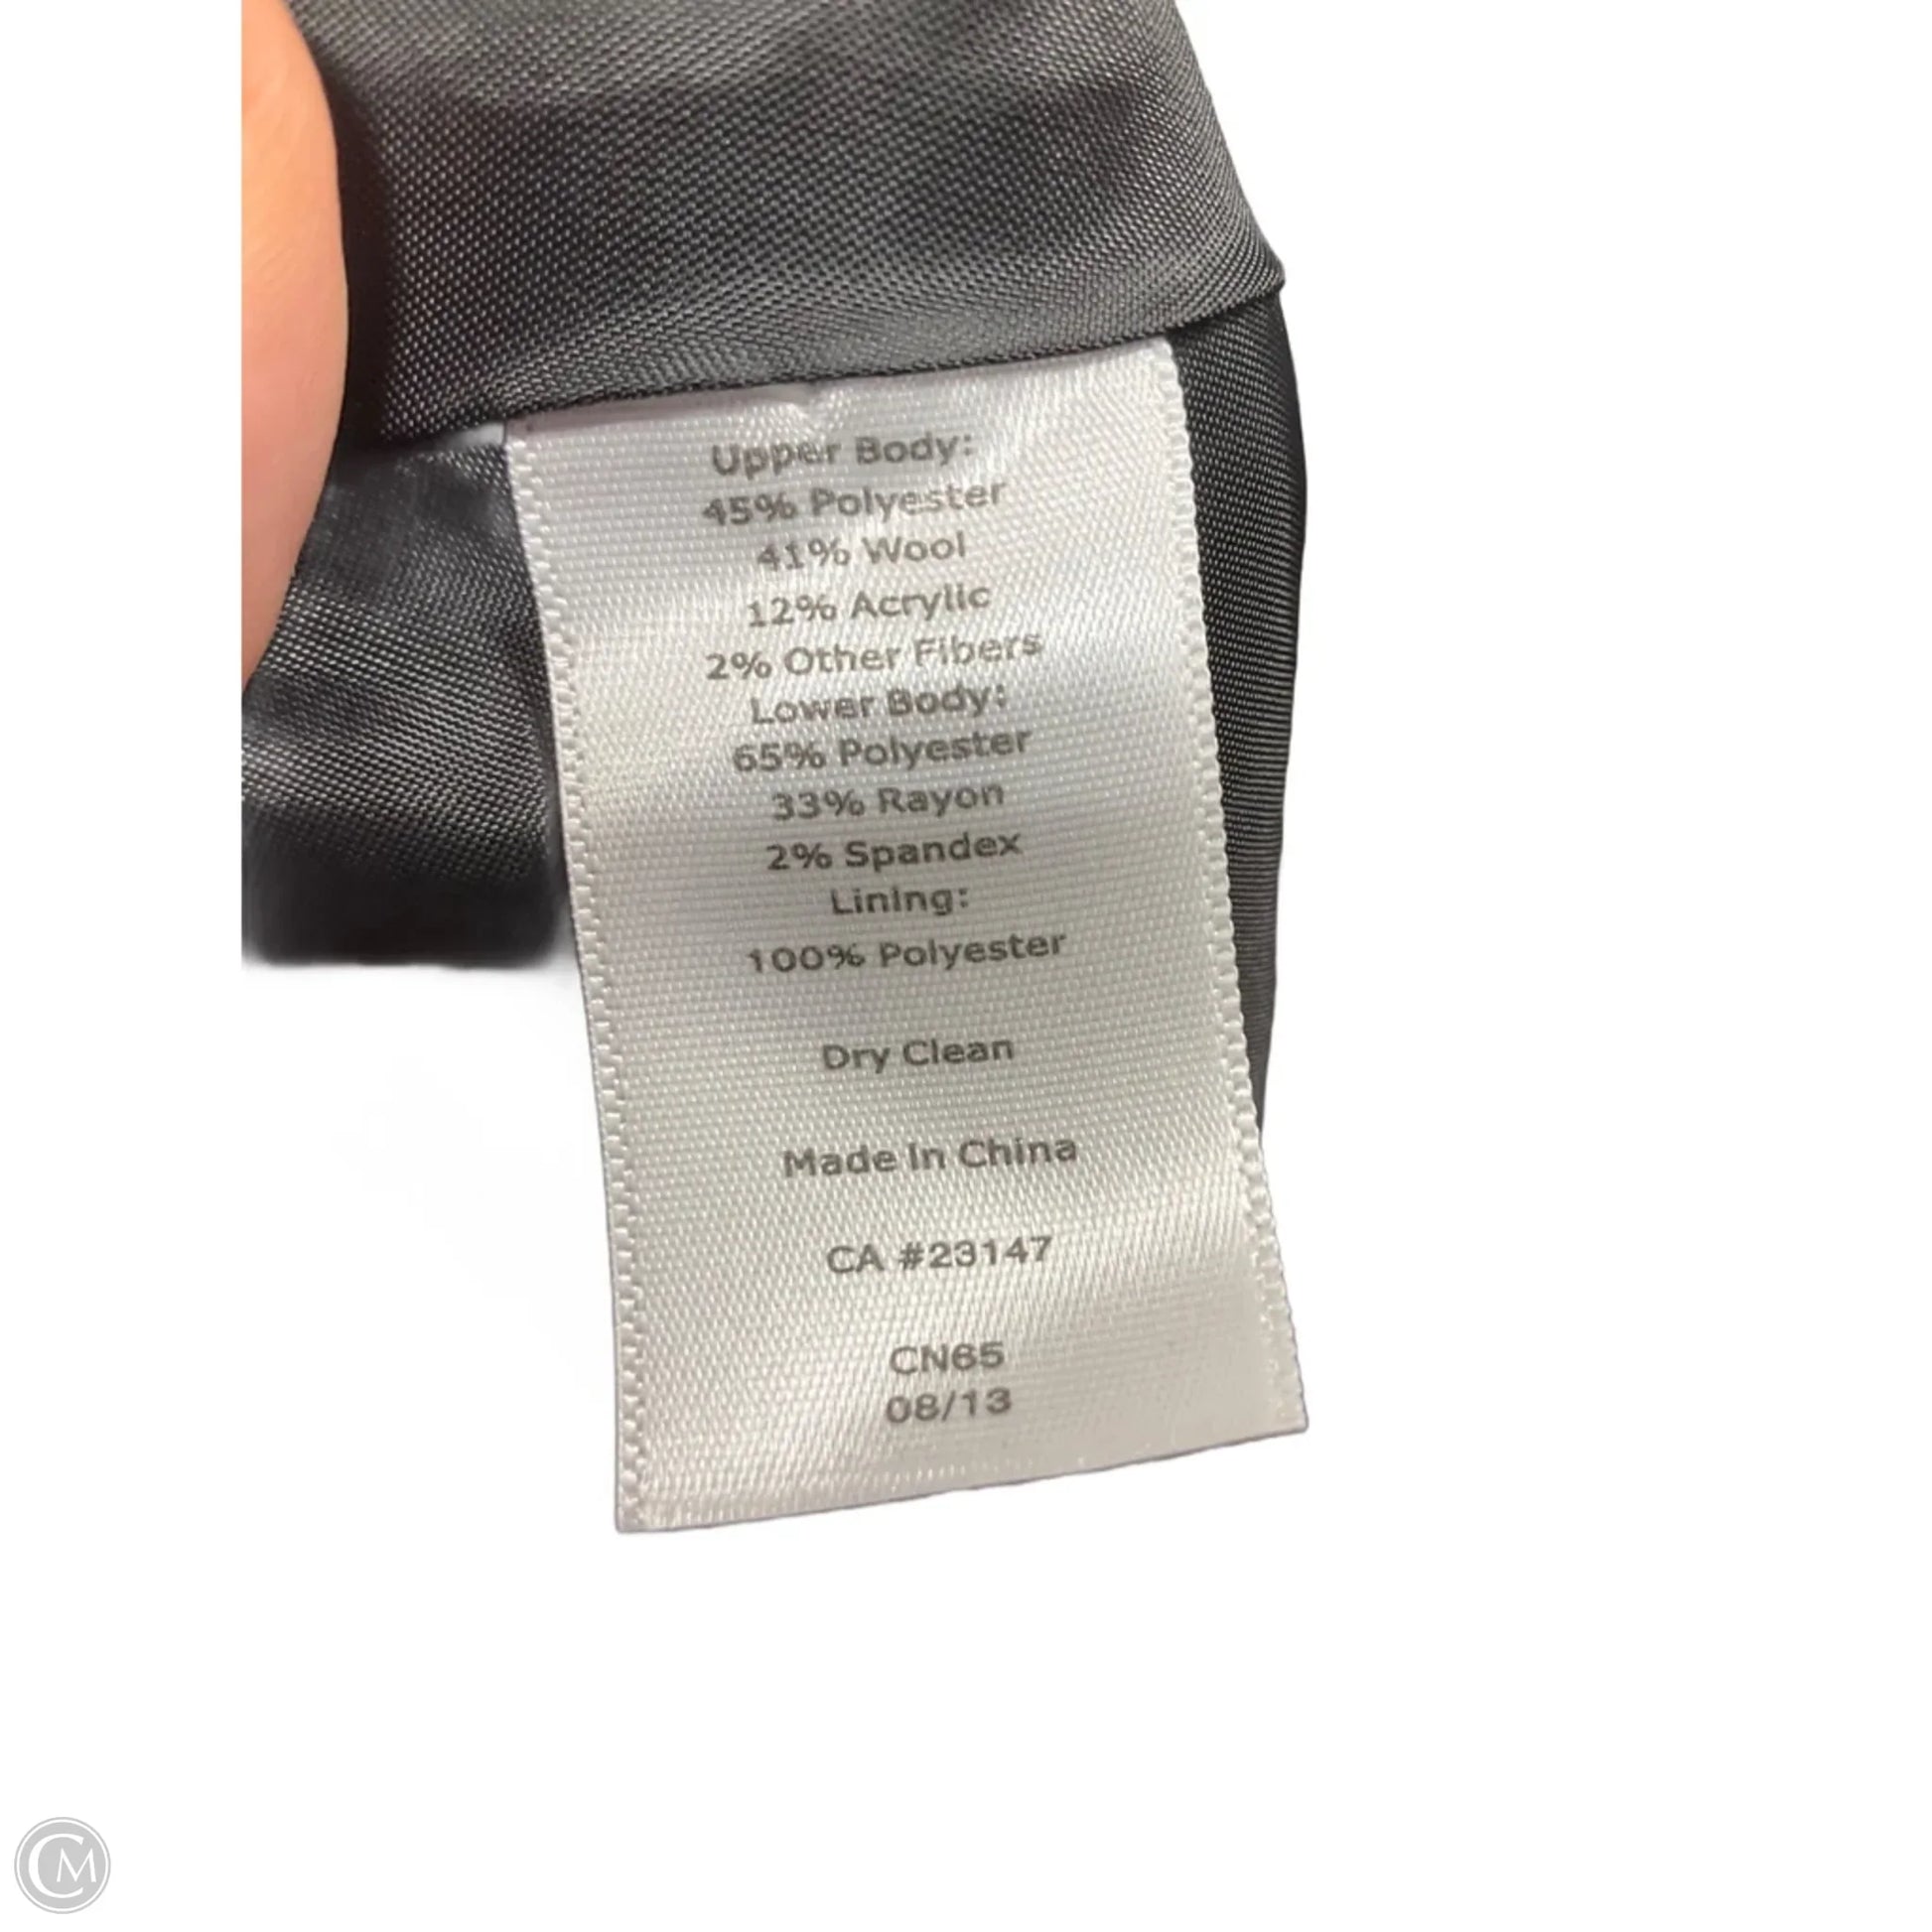 Upper Body:
45% Polyester
41% Wool
12% Acrylic
2% Other Fibers
Lower Body:
65% Polyester
33% Rayon
2% Spandex
Lining:
100% Polyester
Dry Clean
Made In China
CA #23147
CN65
08/13
CM